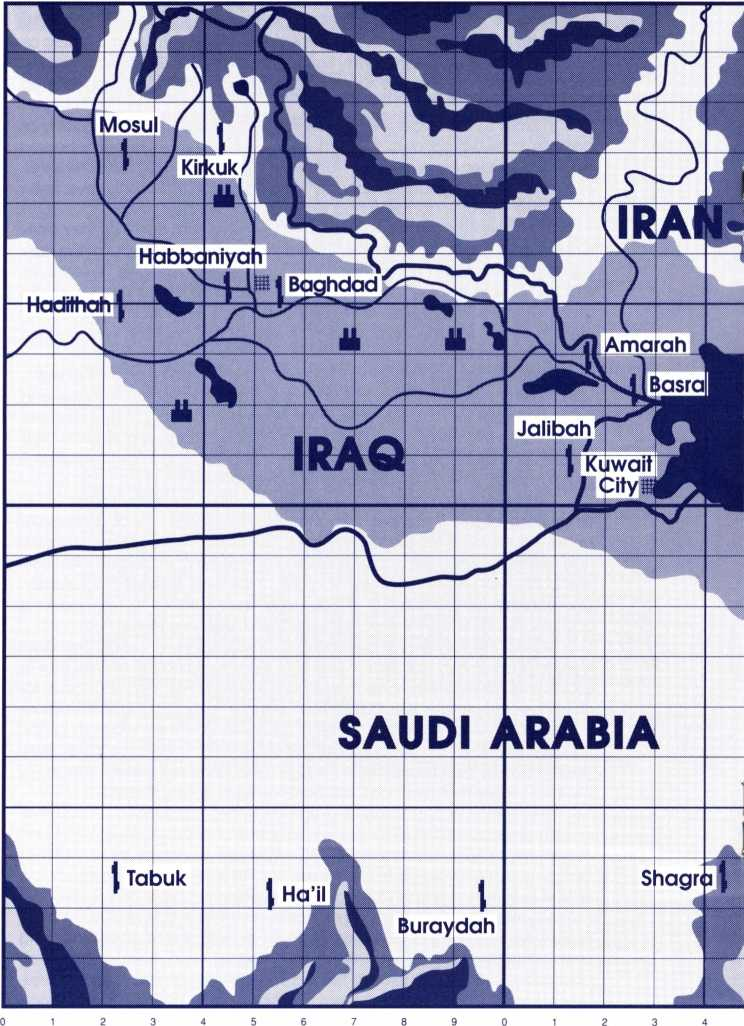 Mosul
Kirkuk
IRAN
Habbaniyah
Baghdad
Hadithah
Amarah
Basra
Jalibah
IRAQ
Kuwait
City
SAUDI ARABIA
Tabuk
Ha'il
Shagra
Buraydah
0 1 2 3 4 5 6 7 8 9 0 1 2 3 4